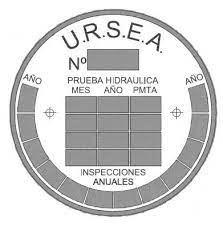 U.R.S.E.A.
Nº
PRUEBA HIDRAULICA
MES AÑO PMTA
AÑO
AÑO
INSPECCIONES
ANUALES